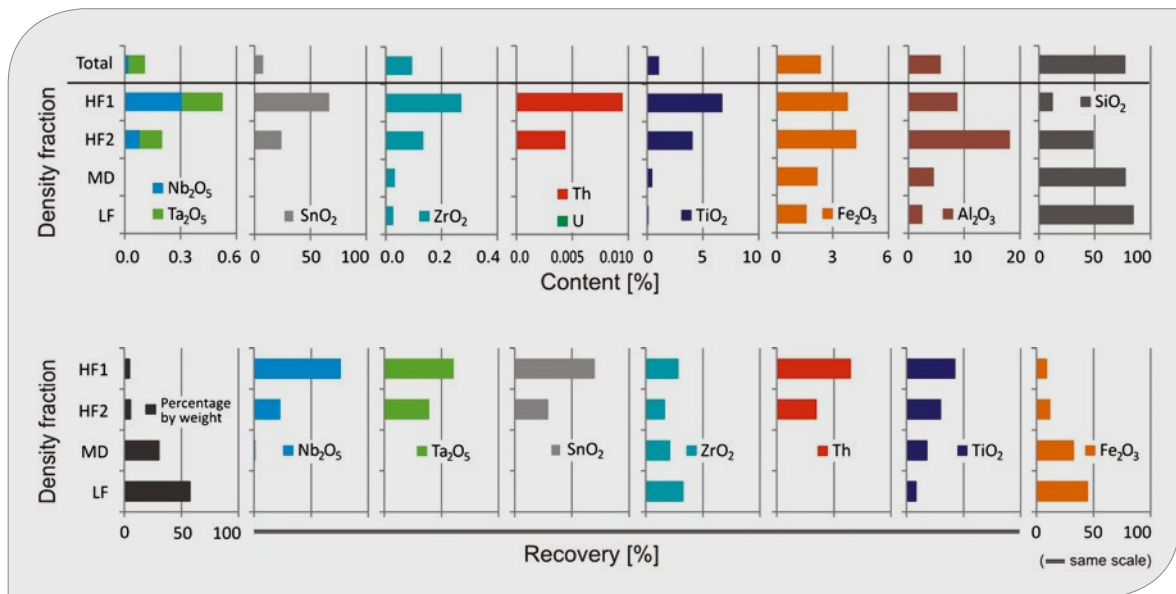 Density fraction
Total
HF1
HF2
MD
LF
Nb₂O₅
Ta₂O₅
SnO₂
ZrO₂
Th
U
TiO₂
Fe₂O₃
Al₂O₃
SiO₂
0.0 0.3 0.6 0 50 100 0.0 0.2 0.4 0 0.005 0.010 0 5 10 0 3 6 0 10 20 0 50 100
Content [%]
Density fraction
HF1
HF2
MD
LF
Percentage
by weight
Nb₂O₅
Ta₂O₅
SnO₂
ZrO₂
Th
TiO₂
Fe₂O₃
0 50 100 0 50 100
Recovery [%]
(══ same scale)